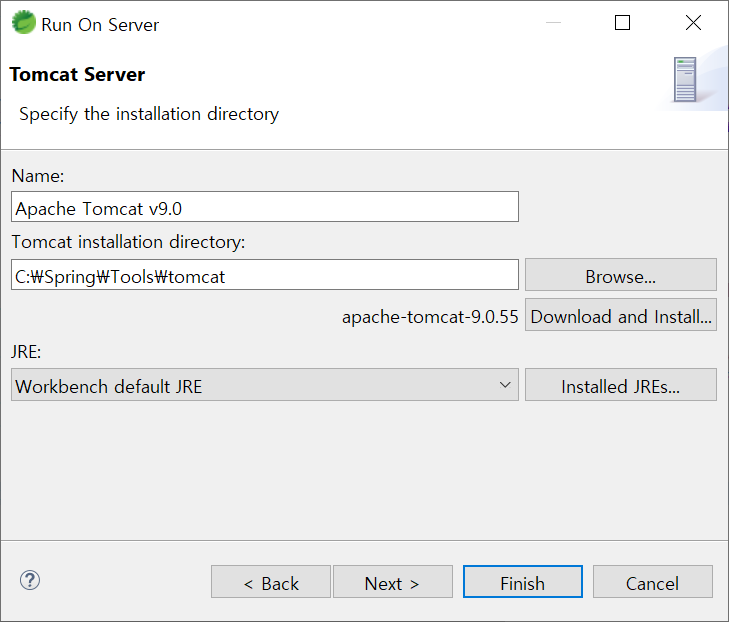 Run On Server
Tomcat Server
Specify the installation directory
Name:
Apache Tomcat v9.0
Tomcat installation directory:
C:₩Spring₩Tools₩tomcat
Browse...
apache-tomcat-9.0.55
Download and Install...
JRE:
Workbench default JRE
Installed JREs...
?
< Back
Next >
Finish
Cancel